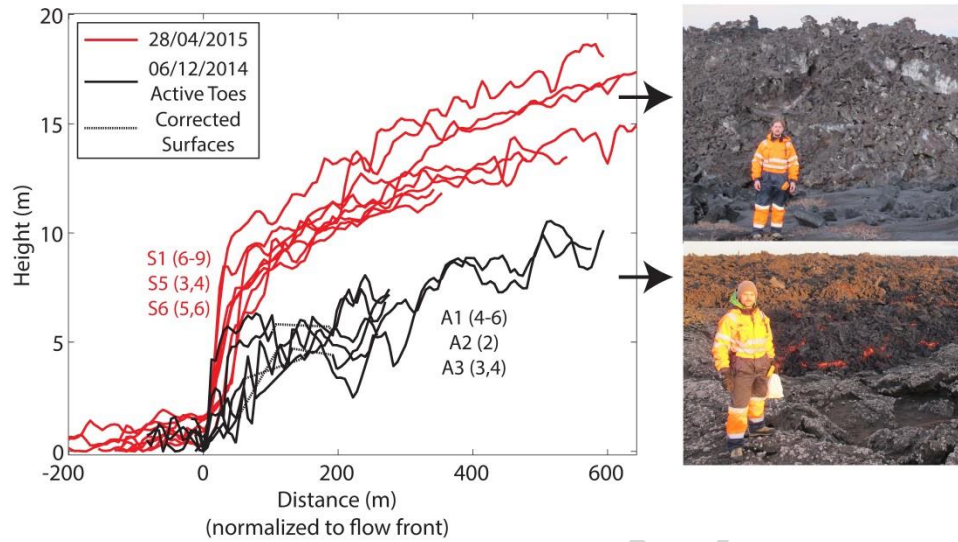 20
28/04/2015
06/12/2014
Active Toes
Corrected
Surfaces
15
Height (m)
10
S1 (6-9)
S5 (3,4)
S6 (5,6)
A1 (4-6)
A2 (2)
A3 (3,4)
5
0
-200 0 200 400 600
Distance (m)
(normalized to flow front)